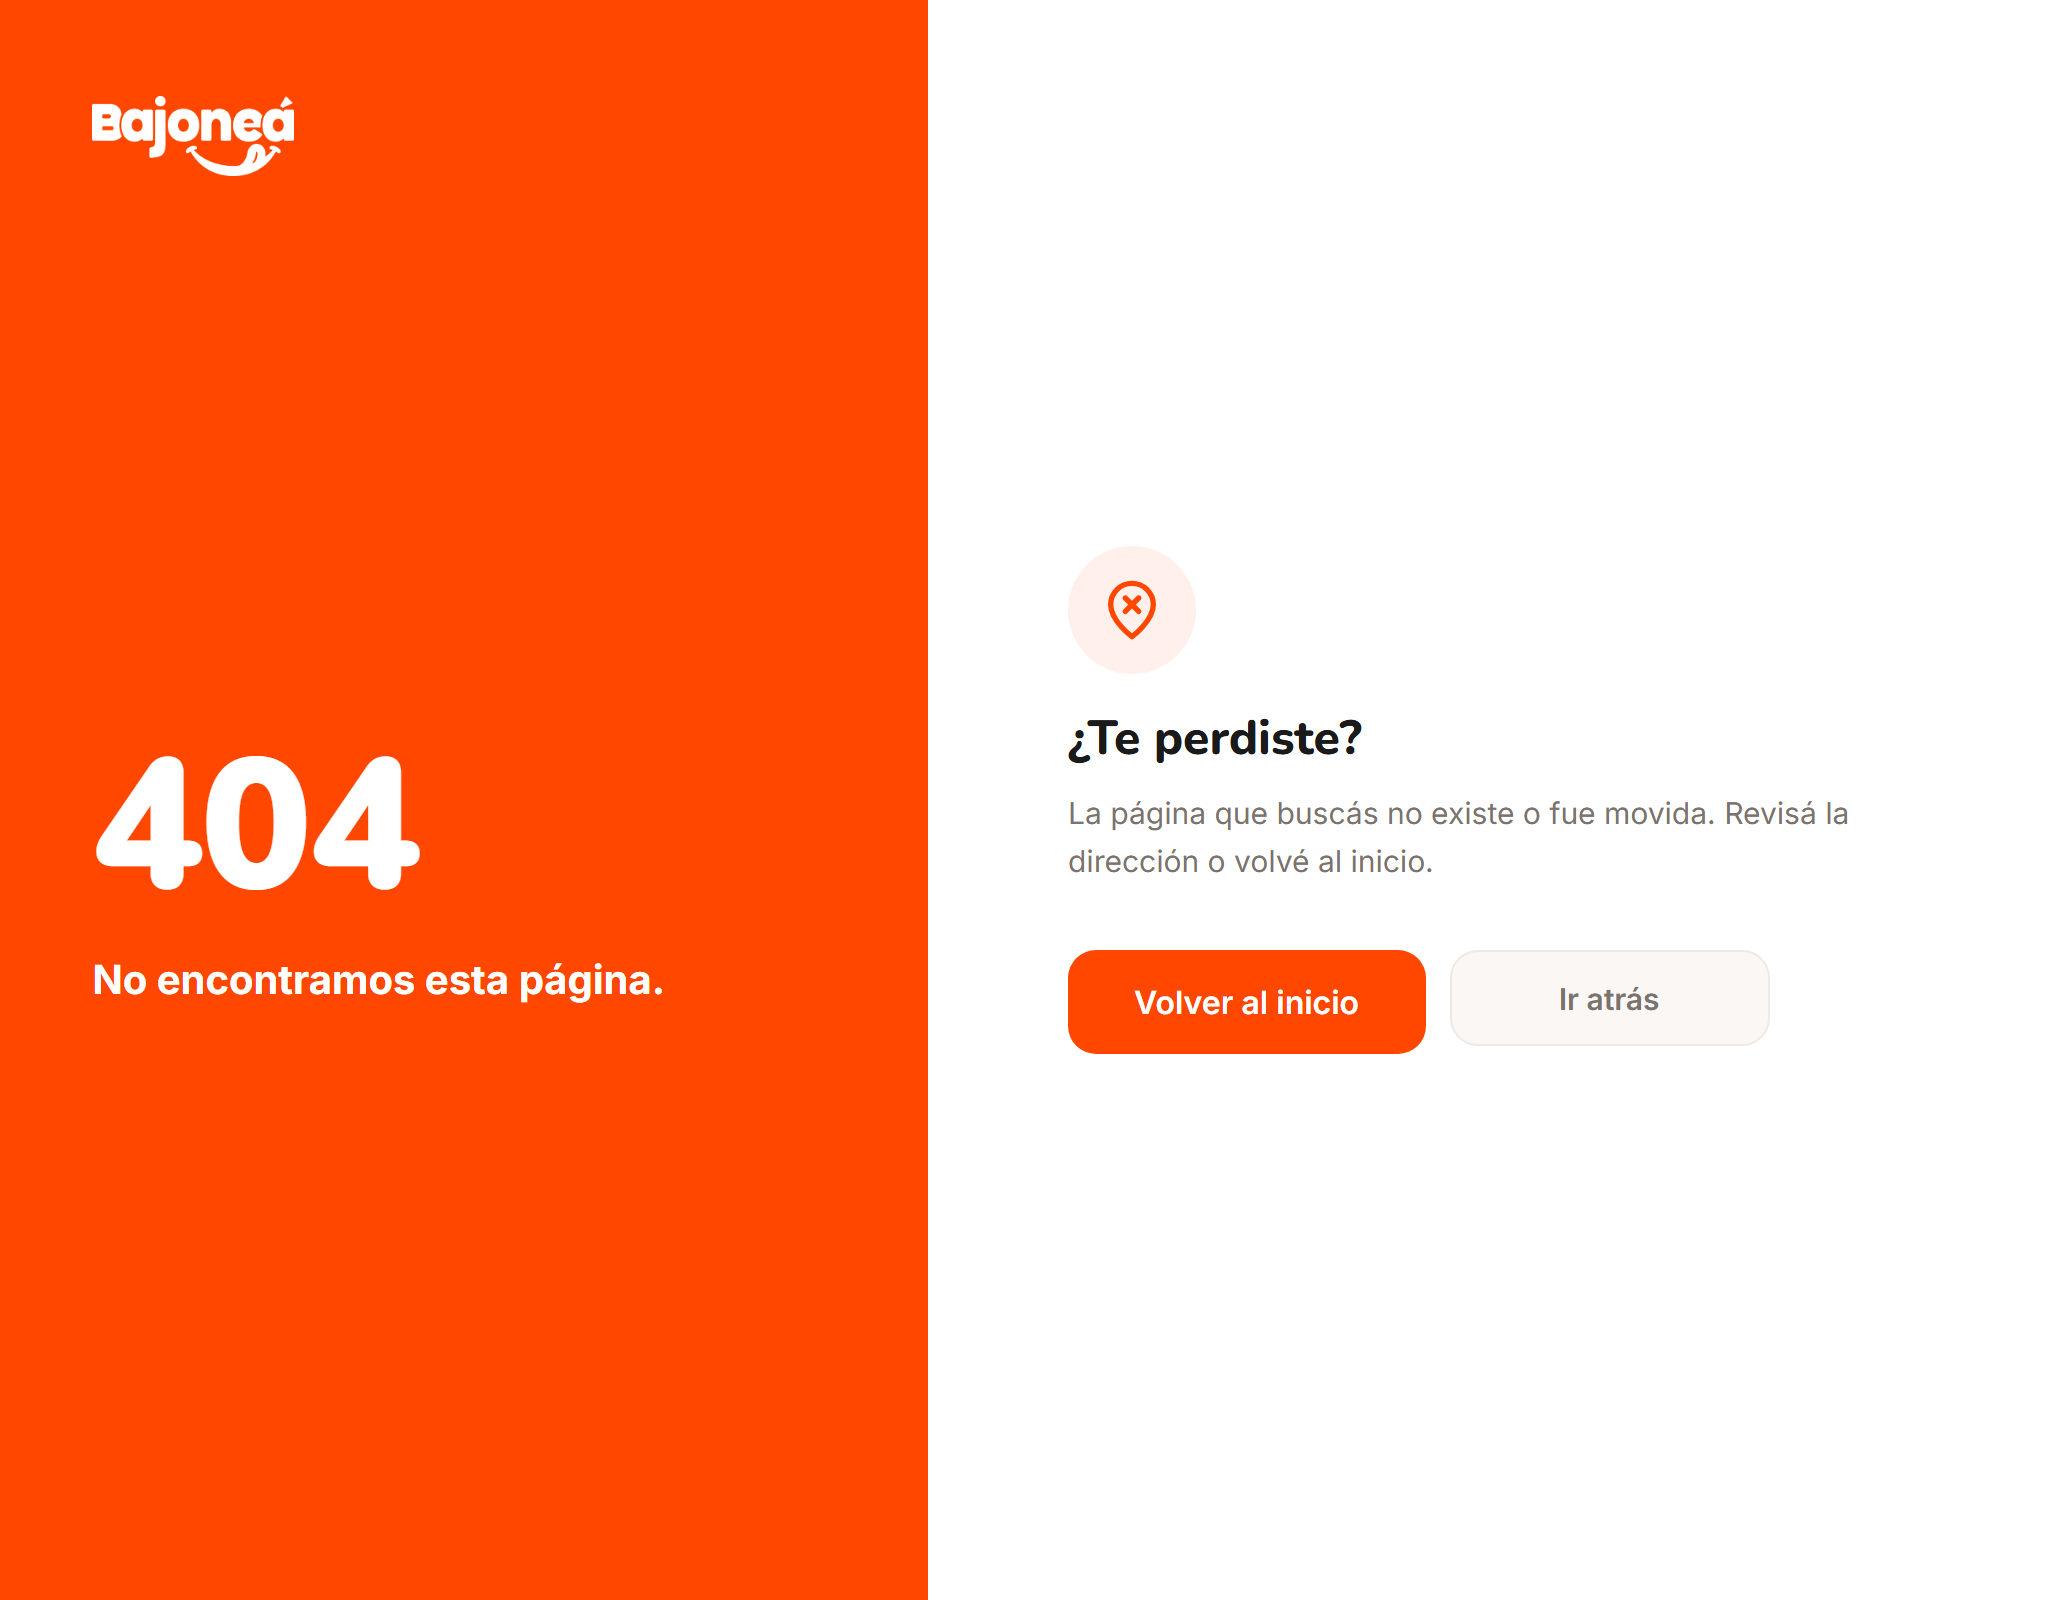 Bajoneá
404
No encontramos esta página.
¿Te perdiste?
La página que buscás no existe o fue movida. Revisá la
dirección o volvé al inicio.
Volver al inicio
Ir atrás